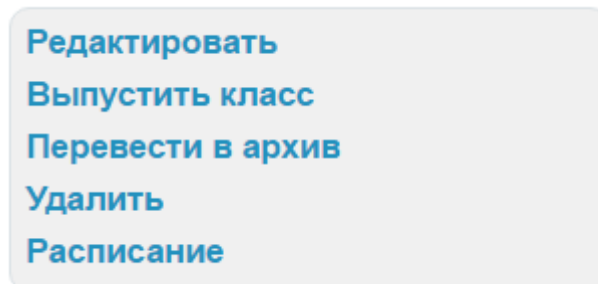 Редактировать
Выпустить класс
Перевести в архив
Удалить
Расписание